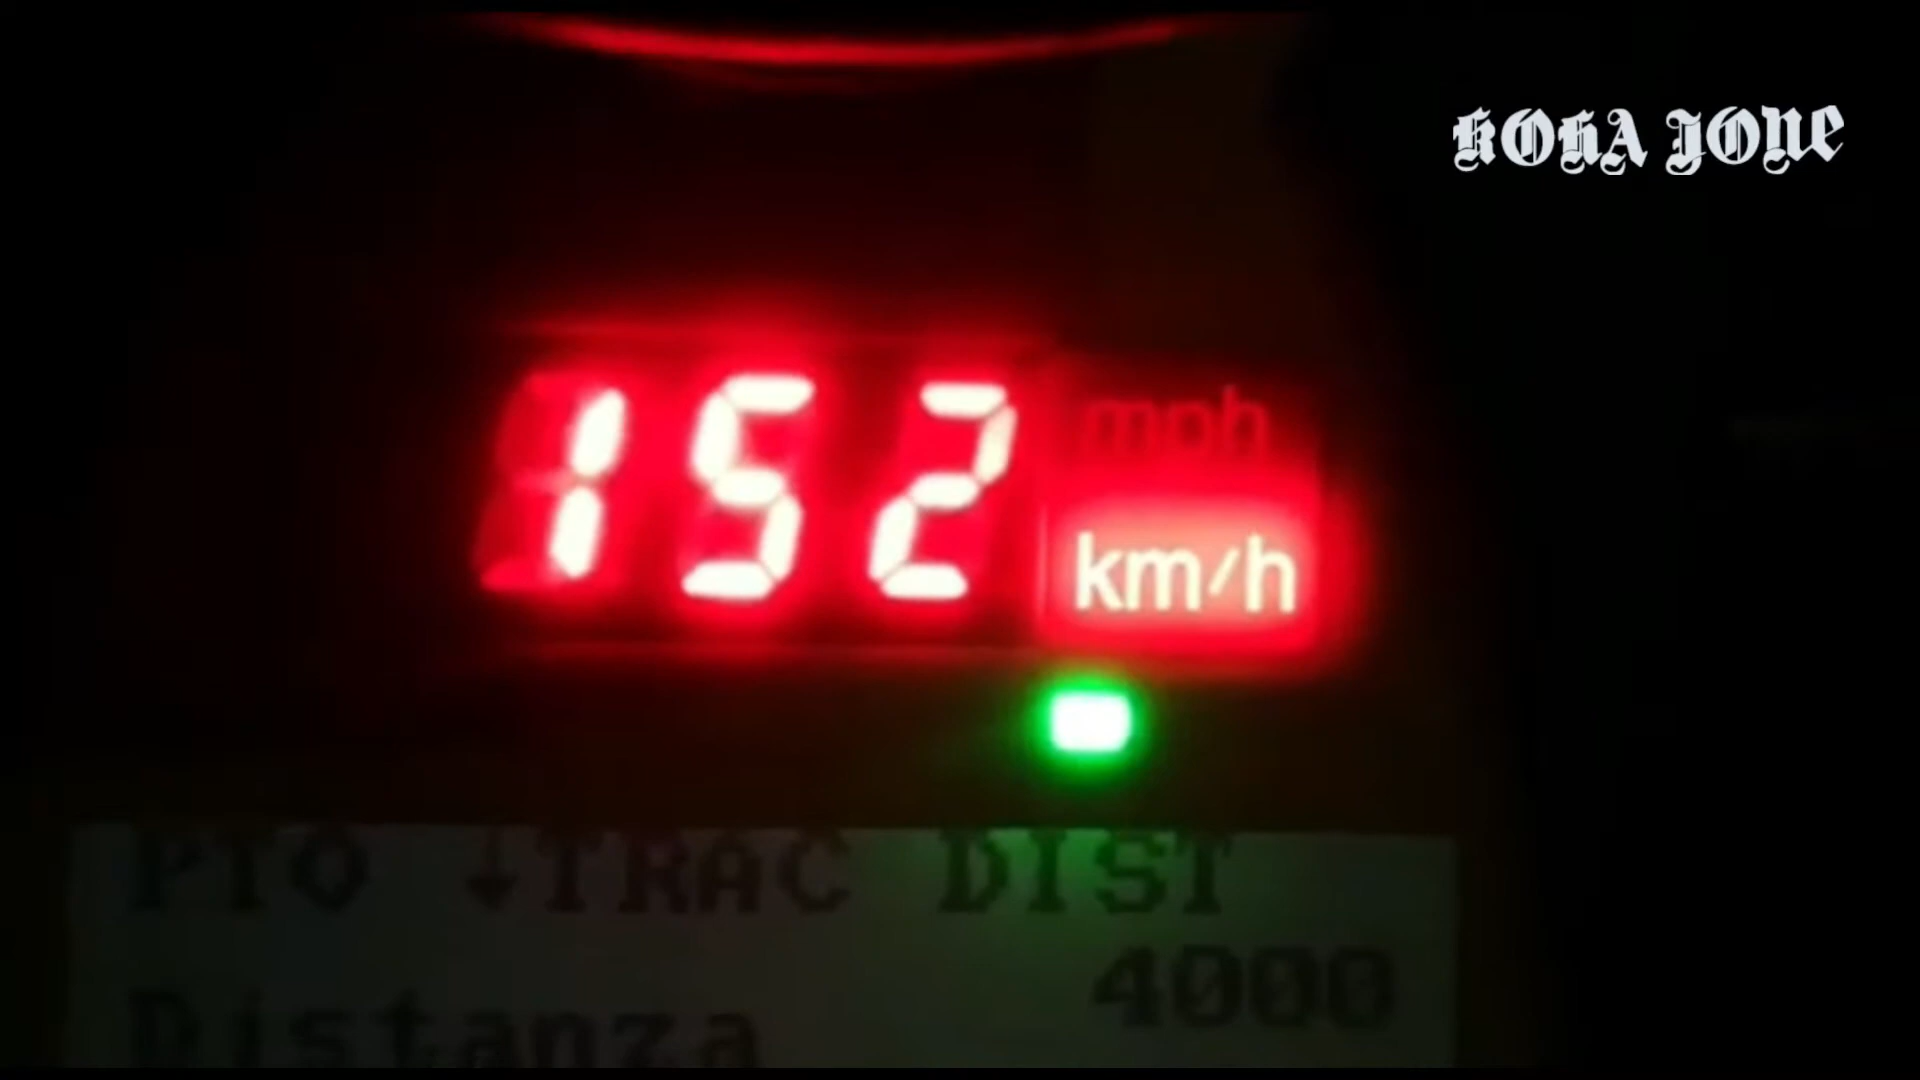 KOHA JONE
152
mph
km/h
PTO ↓TRAC DIST
4000
Distanza